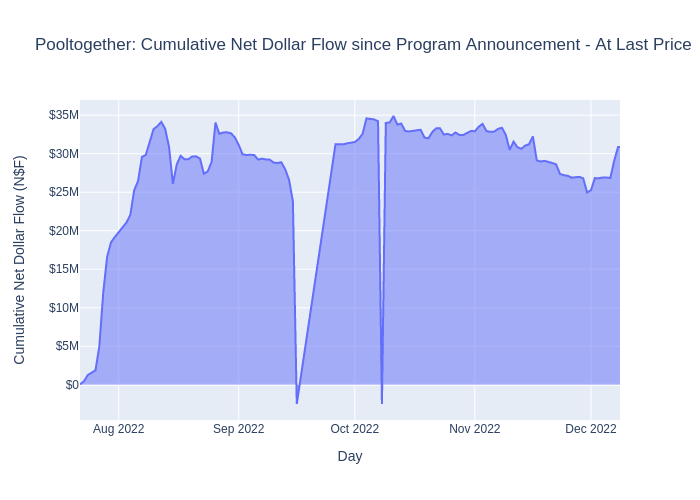 Pooltogether: Cumulative Net Dollar Flow since Program Announcement - At Last Price
Cumulative Net Dollar Flow (N$F)
$35M
$30M
$25M
$20M
$15M
$10M
$5M
$0
Aug 2022
Sep 2022
Oct 2022
Nov 2022
Dec 2022
Day